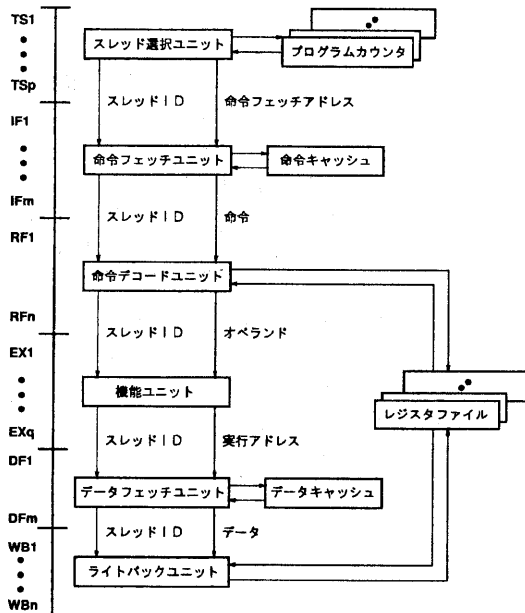 TS1
スレッド選択ユニット
プログラムカウンタ
TSp
スレッドID
命令フェッチアドレス
IF1
命令フェッチユニット
命令キャッシュ
IFm
スレッドID
命令
RF1
命令デコードユニット
RFn
スレッドID
オペランド
EX1
機能ユニット
レジスタファイル
EXq
スレッドID
実行アドレス
DF1
データフェッチユニット
データキャッシュ
DFm
スレッドID
データ
WB1
ライトバックユニット
WBn